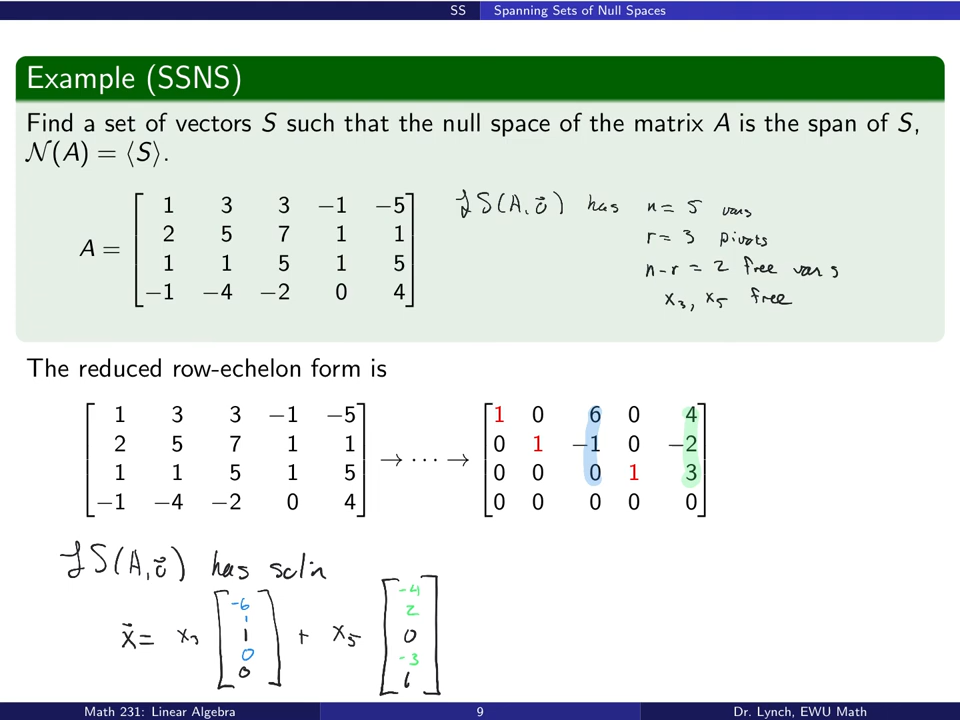 SS Spanning Sets of Null Spaces
Example (SSNS)
Find a set of vectors S such that the null space of the matrix A is the span of S,
N(A) = ⟨S⟩.
A =
1 3 3 −1 −5
2 5 7 1 1
1 1 5 1 5
−1 −4 −2 0 4
LS(A, 0⃗) has n = 5 vars
r = 3 pivots
n-r = 2 free vars
x₃, x₅ free
The reduced row-echelon form is
1 3 3 −1 −5 1 0 6 0 4
2 5 7 1 1 0 1 −1 0 −2
1 1 5 1 5 → ⋯ → 0 0 0 1 3
−1 −4 −2 0 4 0 0 0 0 0
LS(A, 0⃗) has soln
x⃗ = x₃ [-6 1 1 0 0] + x₅ [-4 2 0 -3 1]
Math 231: Linear Algebra 9 Dr. Lynch, EWU Math